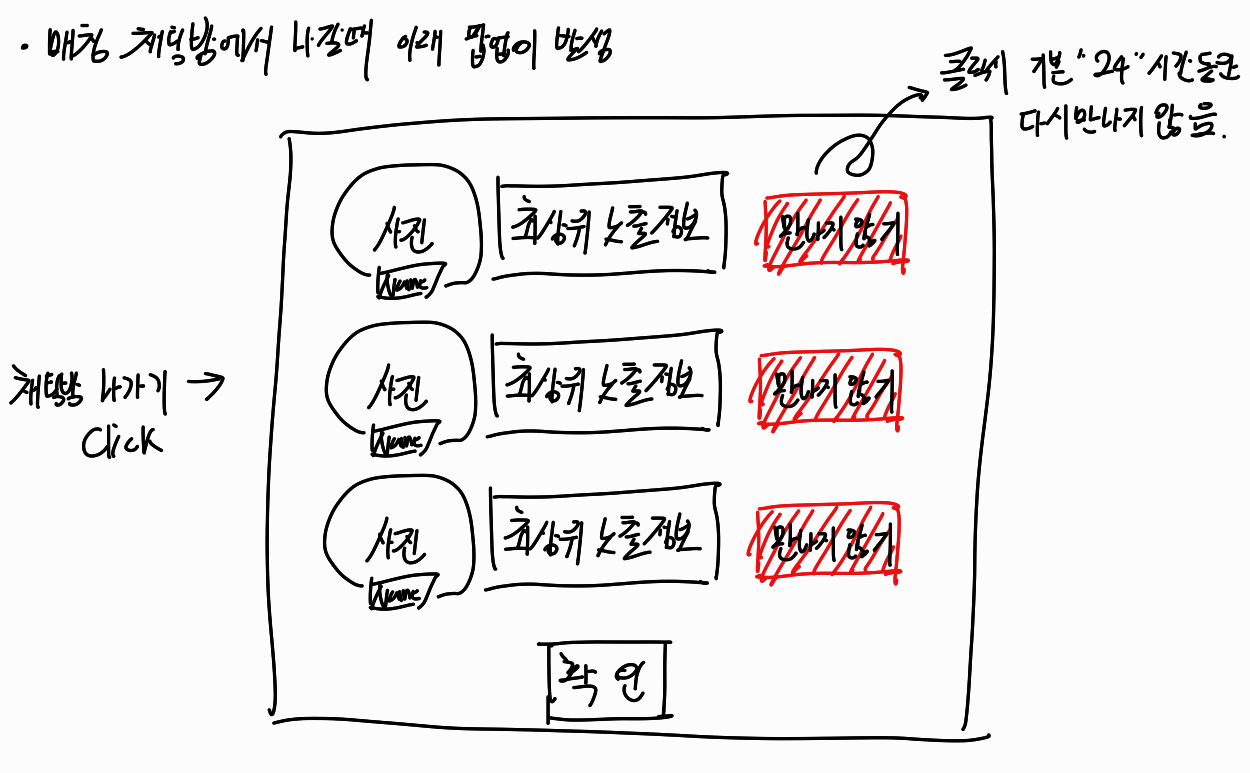 · 매칭 채팅방에서 나갈때 아래 팝업이 발생
클릭시 기본 "24" 시간동안
다시만나지 않음.
사진
Name
최상위 노출정보
만나지 않기
채팅방 나가기 →
Click
사진
Name
최상위 노출정보
만나지 않기
사진
Name
최상위 노출정보
만나지 않기
확인